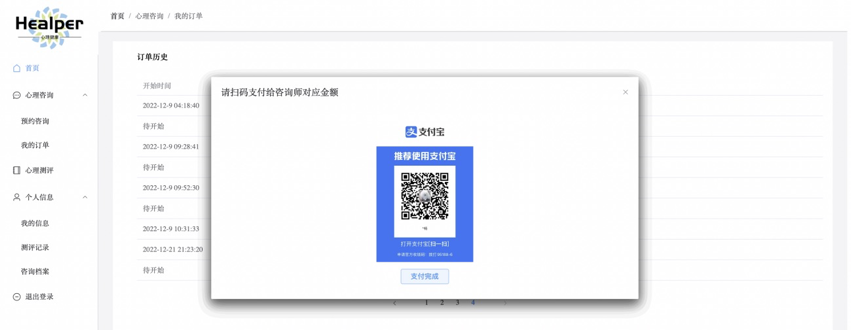 Healper
心理健康
首页 / 心理咨询 / 我的订单
首页
心理咨询
预约咨询
我的订单
心理测评
个人信息
我的信息
测评记录
咨询档案
退出登录
订单历史
开始时间
2022-12-9 04:18:40
待开始
2022-12-9 09:28:41
待开始
2022-12-9 09:52:30
待开始
2022-12-9 10:31:33
2022-12-21 21:23:20
待开始
请扫码支付给咨询师对应金额
支付宝
推荐使用支付宝
打开支付宝[扫一扫]
支付完成
1 2 3 4